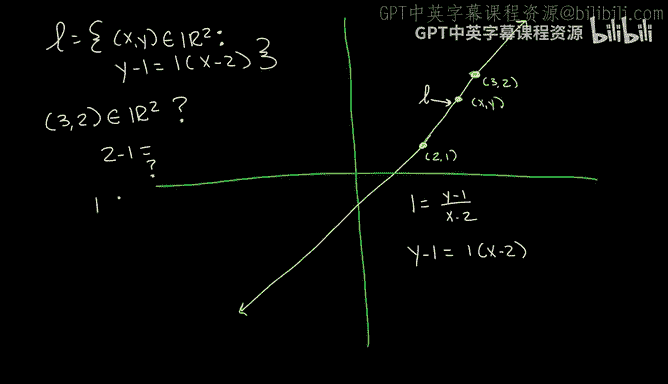 GPT中英字幕课程资源@bilibili
GPT中英字幕课程资源 bilibili
l = { (x,y) ∈ ℝ² :
y-1 = 1(x-2) }
(3,2) ∈ ℝ² ?
2-1 =
?
1
(3,2)
l → (x,y)
(2,1)
1 = \frac{y-1}{x-2}
y-1 = 1(x-2)